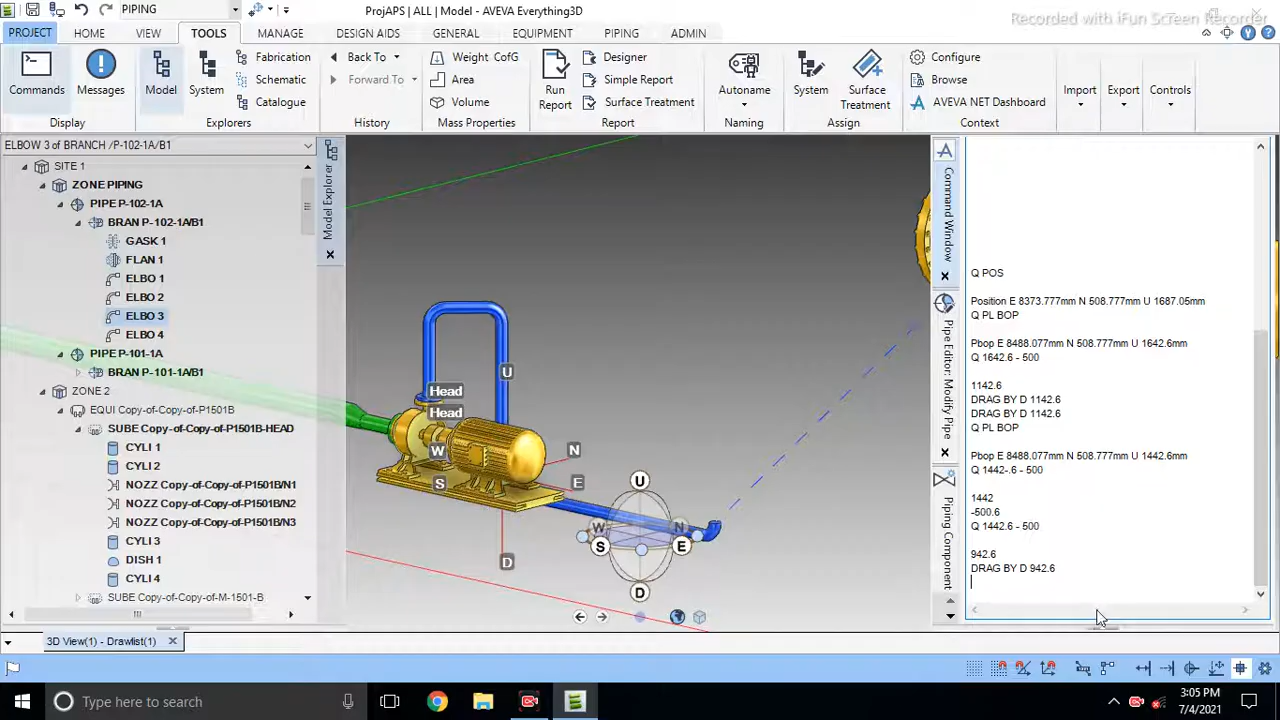 PIPING
ProjAPS | ALL | Model - AVEVA Everything3D
Recorded with iFun Screen Recorder
PROJECT
HOME
VIEW
TOOLS
MANAGE
DESIGN AIDS
GENERAL
EQUIPMENT
PIPING
ADMIN
Commands
Messages
Display
Model
System
Fabrication
Schematic
Catalogue
Explorers
Back To
Forward To
History
Weight CofG
Area
Volume
Mass Properties
Run
Report
Designer
Simple Report
Surface Treatment
Report
Autoname
Naming
System
Surface
Treatment
Assign
Configure
Browse
AVEVA NET Dashboard
Context
Import
Export
Controls
ELBOW 3 of BRANCH /P-102-1A/B1
SITE 1
ZONE PIPING
PIPE P-102-1A
BRAN P-102-1A/B1
GASK 1
FLAN 1
ELBO 1
ELBO 2
ELBO 3
ELBO 4
PIPE P-101-1A
BRAN P-101-1A/B1
ZONE 2
EQUI Copy-of-Copy-of-P1501B
SUBE Copy-of-Copy-of-P1501B-HEAD
CYLI 1
CYLI 2
NOZZ Copy-of-Copy-of-P1501B/N1
NOZZ Copy-of-Copy-of-P1501B/N2
NOZZ Copy-of-Copy-of-P1501B/N3
CYLI 3
DISH 1
CYLI 4
SUBE Copy-of-Copy-of-M-1501-B
Model Explorer
Head
Head
U
N
W
E
S
D
U
W
N
S
E
D
Command Window
Pipe Editor: Modify Pipe
Piping Component
Q POS
Position E 8373.777mm N 508.777mm U 1687.05mm
Q PL BOP
Pbop E 8488.077mm N 508.777mm U 1642.6mm
Q 1642.6 - 500
1142.6
DRAG BY D 1142.6
DRAG BY D 1142.6
Q PL BOP
Pbop E 8488.077mm N 508.777mm U 1442.6mm
Q 1442-.6 - 500
1442
-500.6
Q 1442.6 - 500
942.6
DRAG BY D 942.6
3D View(1) - Drawlist(1)
Type here to search
3:05 PM
7/4/2021